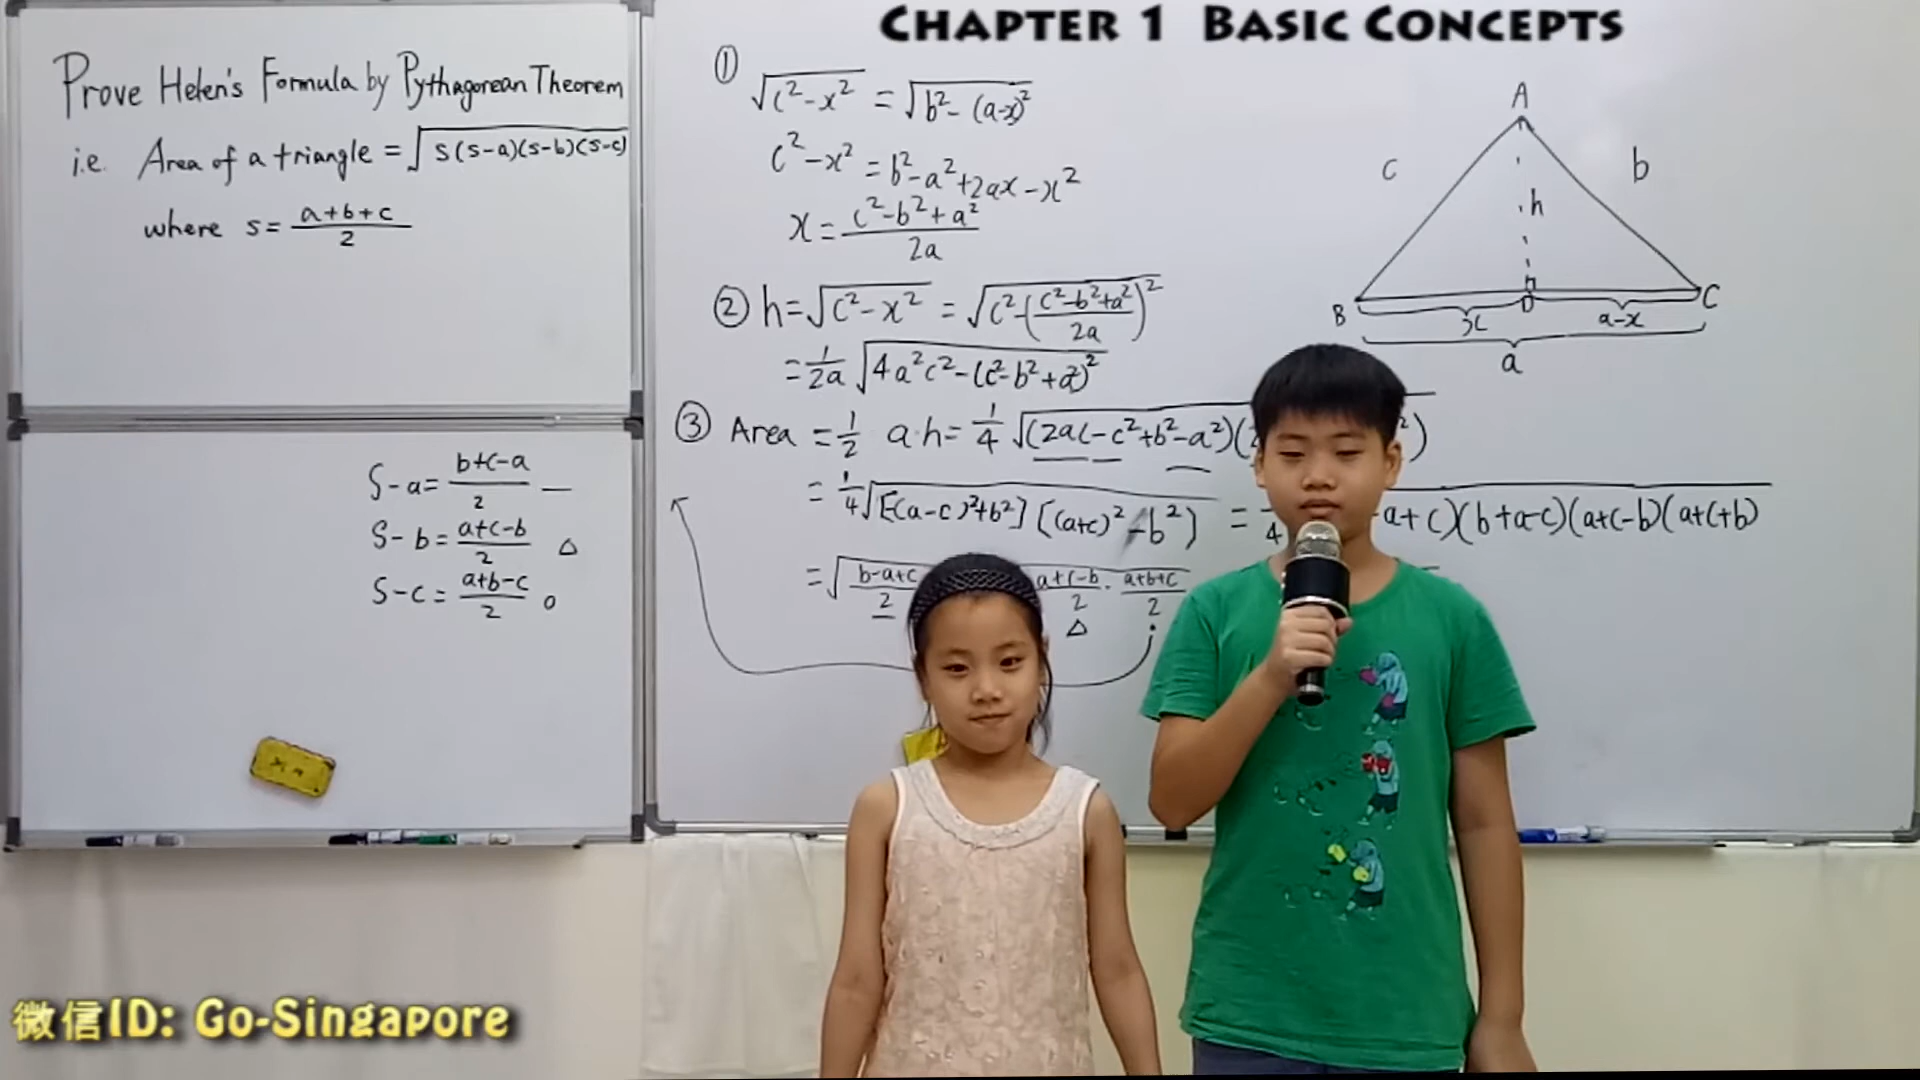 CHAPTER 1 BASIC CONCEPTS
Prove Helen's Formula by Pythagorean Theorem
i.e. Area of a triangle = √(s(s-a)(s-b)(s-c))
where s = (a+b+c)/2
S-a = (b+c-a)/2 —
S-b = (a+c-b)/2 △
S-c = (a+b-c)/2 o
① √(c²-x²) = √(b²-(a-x)²)
c²-x² = b²-a²+2ax-x²
x = (c²-b²+a²)/2a
② h = √(c²-x²) = √(c²-((c²-b²+a²)/2a)²)
= 1/2a √(4a²c²-(c²-b²+a²)²)
③ Area = 1/2 a·h = 1/4 √(2ac-c²+b²-a²)(
= 1/4 √[-(a-c)²+b²][(a+c)²-b²) = a+c)(b+a-c)(a+c-b)(a+c+b)
= √ (b-a+c)/2 (a+c-b)/2 · (a+b+c)/2
△ ·
A
c
b
h
B
D
C
x
a-x
a
微信ID: Go-Singapore